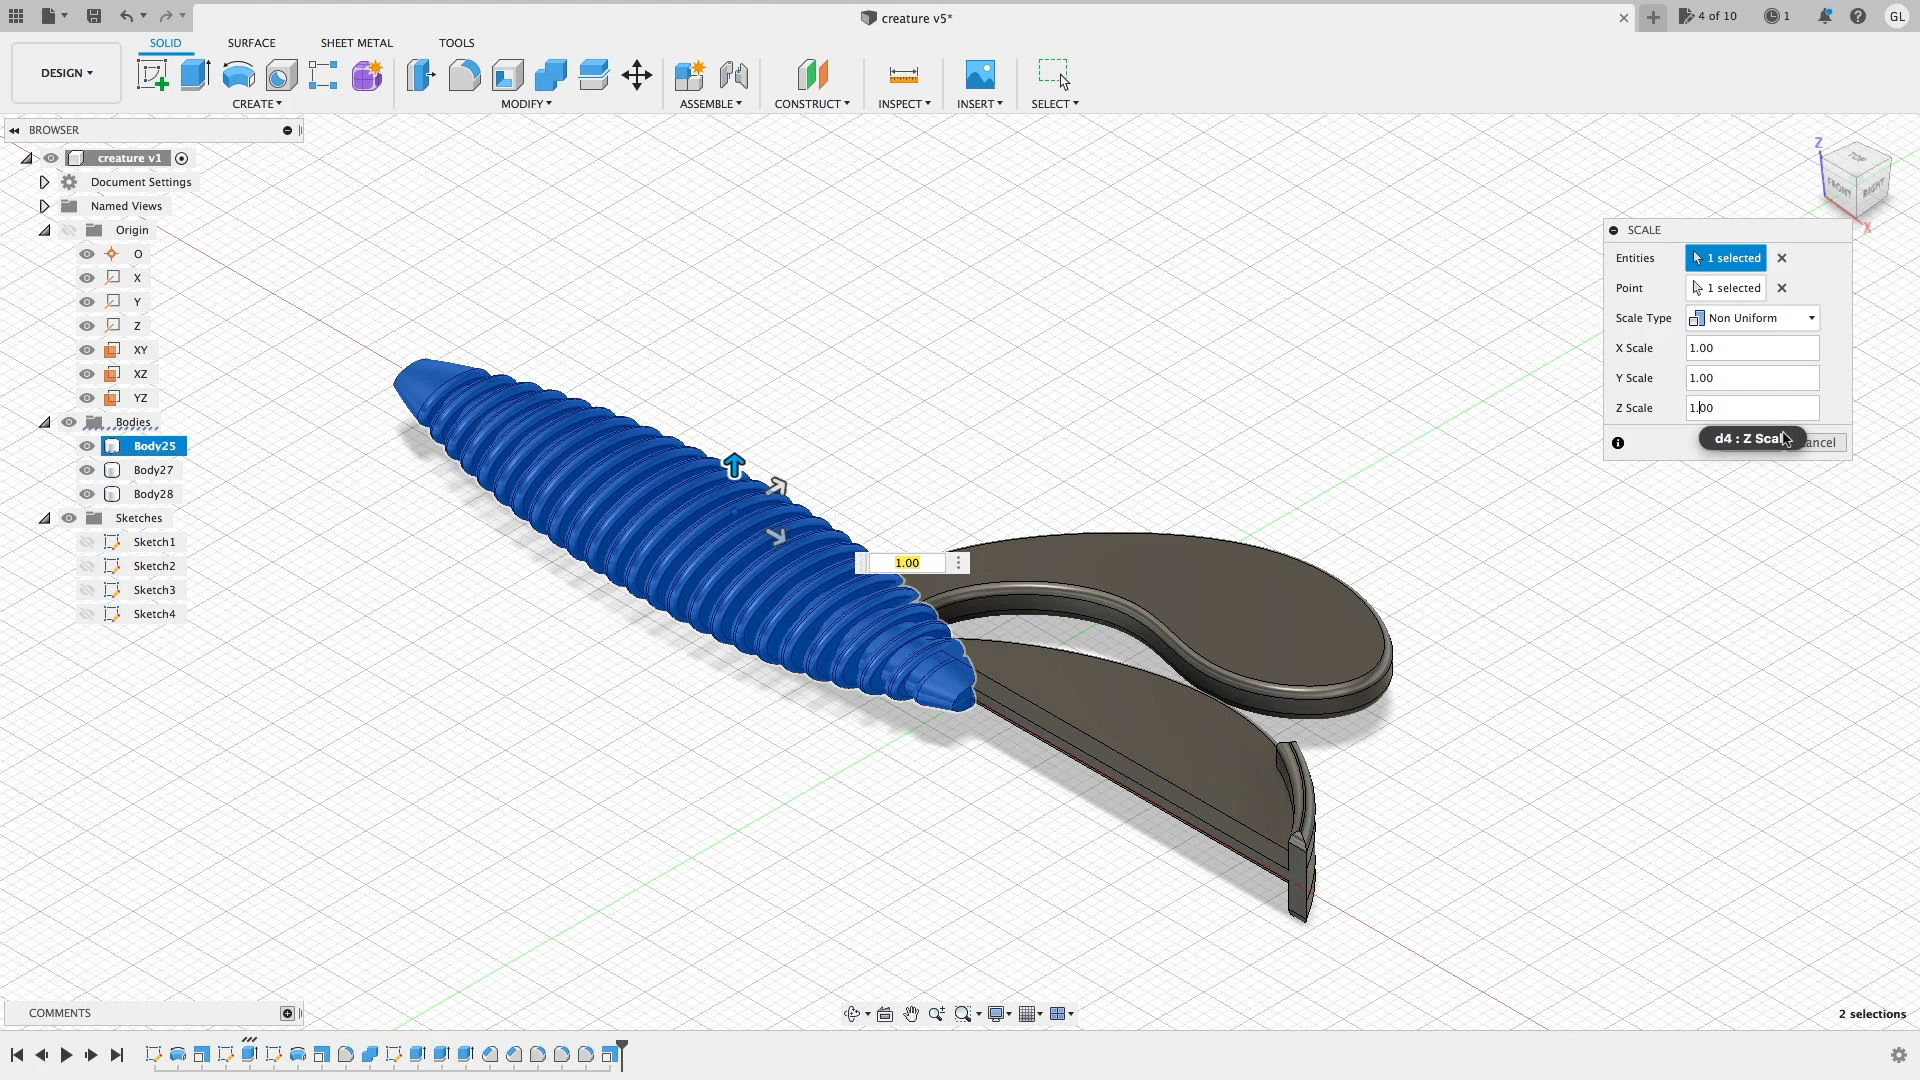 creature v5*
4 of 10
1
GL
DESIGN
SOLID
SURFACE
SHEET METAL
TOOLS
CREATE
MODIFY
ASSEMBLE
CONSTRUCT
INSPECT
INSERT
SELECT
BROWSER
creature v1
Document Settings
Named Views
Origin
O
X
Y
Z
XY
XZ
YZ
Bodies
Body25
Body27
Body28
Sketches
Sketch1
Sketch2
Sketch3
Sketch4
Z
TOP
FRONT
RIGHT
X
SCALE
Entities
1 selected
Point
1 selected
Scale Type
Non Uniform
X Scale
1.00
Y Scale
1.00
Z Scale
1.00
d4 : Z Scal
ancel
1.00
COMMENTS
2 selections